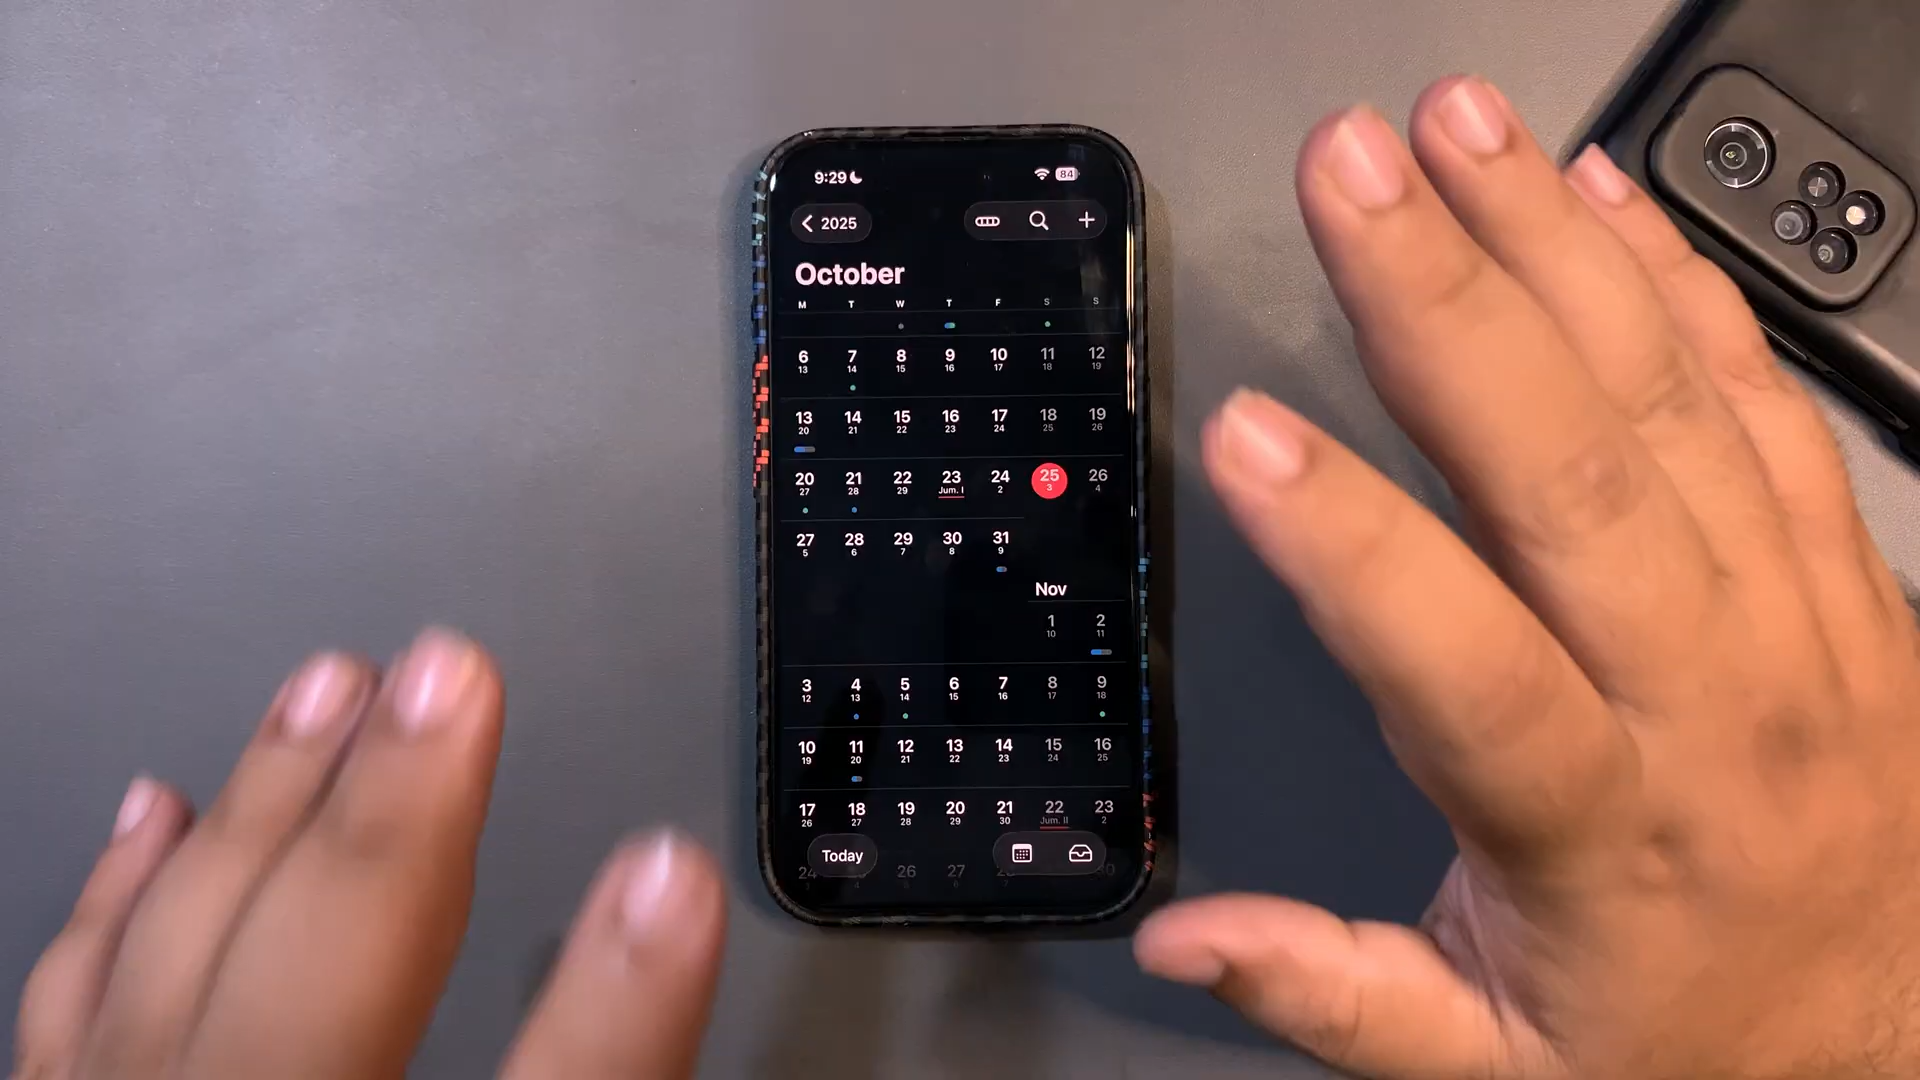 9:29 84
2025
October
M T W T F S S
6 7 8 9 10 11 12
13 14 15 16 17 18 19
13 14 15 16 17 18 19
20 21 22 23 24 25 26
20 21 22 23 24 25 26
27 28 29 Jum. I 2 3 4
27 28 29 30 31
5 6 7 8 9
Nov
1 2
10 11
3 4 5 6 7 8 9
12 13 14 15 16 17 18
10 11 12 13 14 15 16
19 20 21 22 23 24 25
17 18 19 20 21 22 23
26 27 28 29 30 Jum. II 2
Today
24 26 27 30